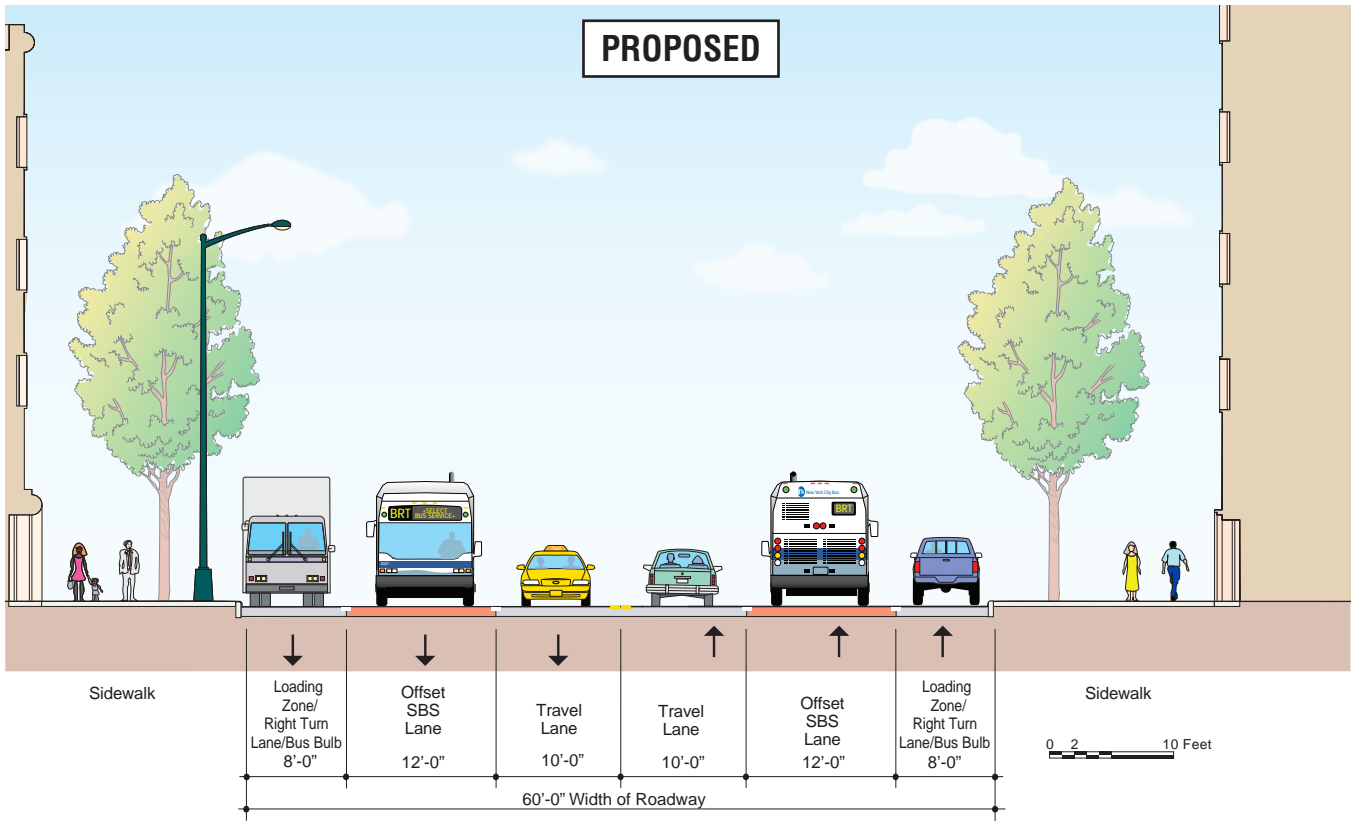 PROPOSED
BRT
+SELECT
BUS SERVICE+
New York City Bus
BRT
Sidewalk
Loading
Zone/
Right Turn
Lane/Bus Bulb
8'-0”
Offset
SBS
Lane
12'-0”
Travel
Lane
10'-0”
Travel
Lane
10'-0”
Offset
SBS
Lane
12'-0”
Loading
Zone/
Right Turn
Lane/Bus Bulb
8'-0”
Sidewalk
0 2 10 Feet
60'-0” Width of Roadway